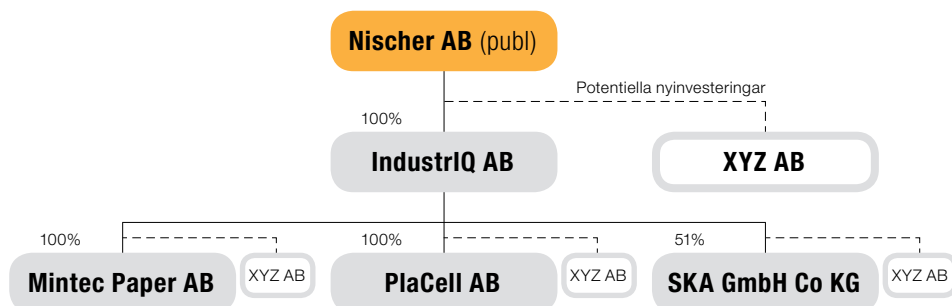 Nischer AB (publ)
Potentiella nyinvesteringar
100%
IndustrIQ AB
XYZ AB
100%
100%
51%
Mintec Paper AB
XYZ AB
PlaCell AB
XYZ AB
SKA GmbH Co KG
XYZ AB